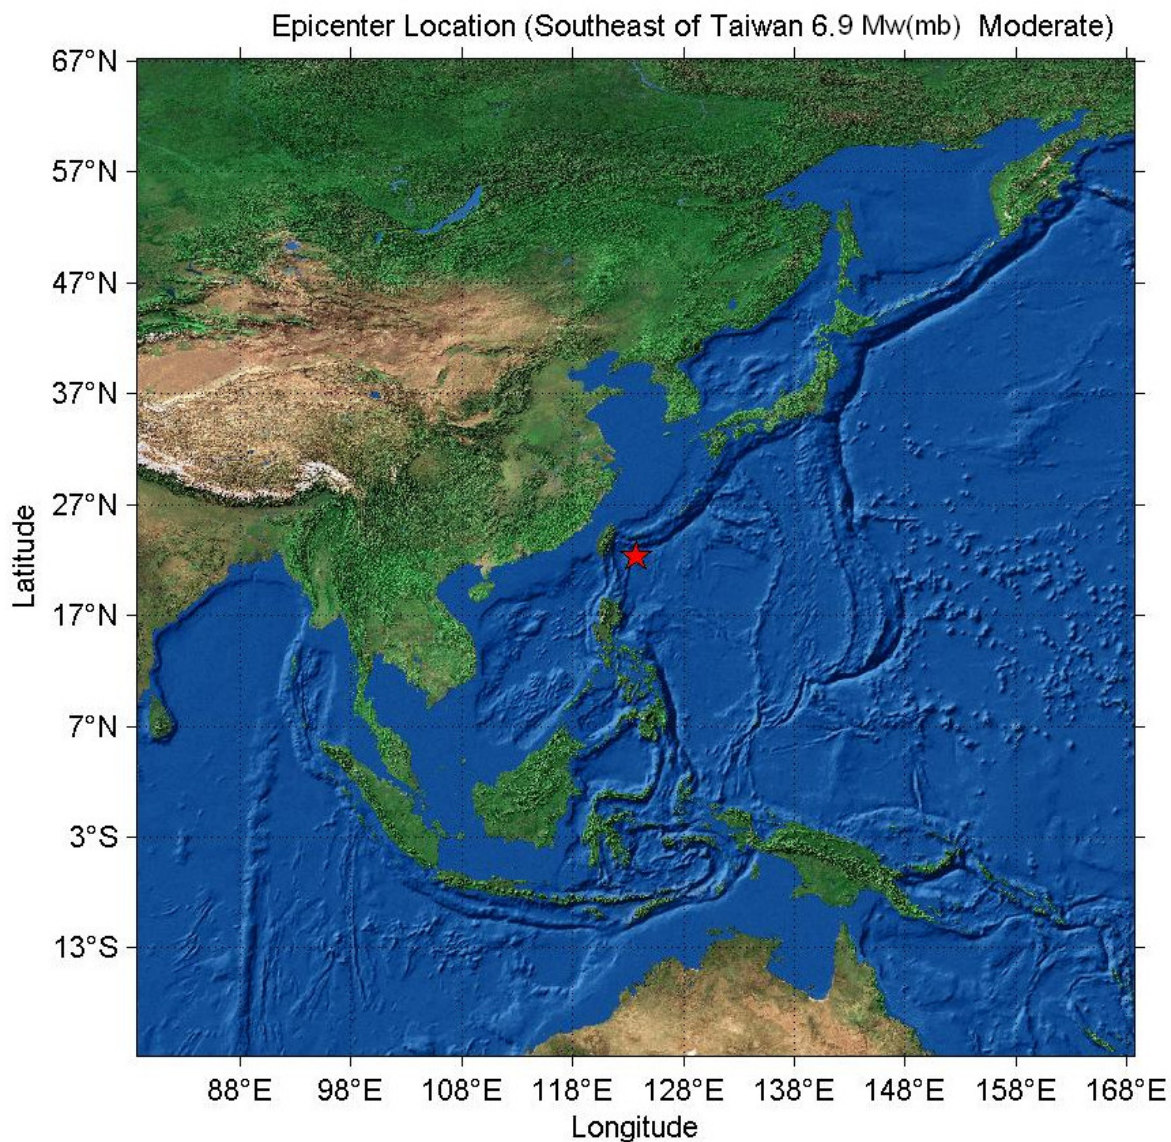 Epicenter Location (Southeast of Taiwan 6.9 Mw(mb) Moderate)
67°N
57°N
47°N
37°N
27°N
17°N
7°N
3°S
13°S
Latitude
88°E 98°E 108°E 118°E 128°E 138°E 148°E 158°E 168°E
Longitude